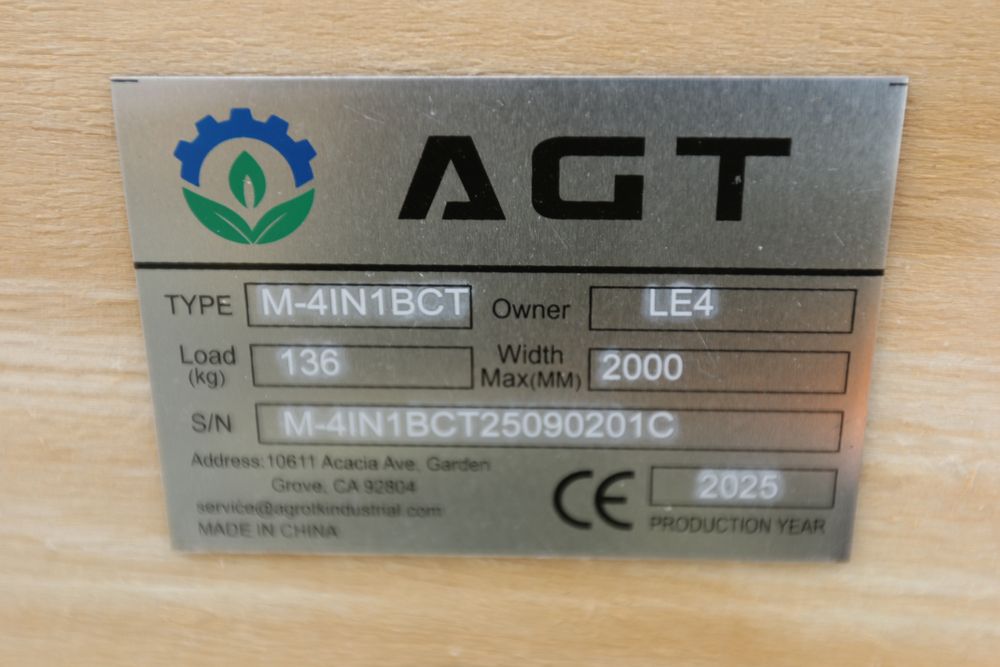 AGT
TYPE M-4IN1BCT Owner LE4
Load (kg) 136 Width Max(MM) 2000
S/N M-4IN1BCT25090201C
Address:10611 Acacia Ave, Garden
Grove, CA 92804
service@agrotkindustrial.com
MADE IN CHINA
CE 2025
PRODUCTION YEAR